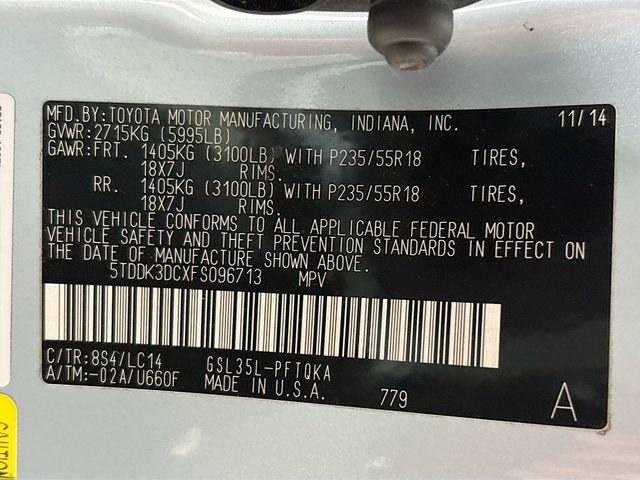 MFD.BY:TOYOTA MOTOR MANUFACTURING, INDIANA, INC. 11/14
GVWR:2715KG (5995LB)
GAWR:FRT. 1405KG (3100LB) WITH P235/55R18 TIRES,
18X7J RIMS.
RR. 1405KG (3100LB) WITH P235/55R18 TIRES,
18X7J RIMS.
THIS VEHICLE CONFORMS TO ALL APPLICABLE FEDERAL MOTOR
VEHICLE SAFETY AND THEFT PREVENTION STANDARDS IN EFFECT ON
THE DATE OF MANUFACTURE SHOWN ABOVE.
5TDDK3DCXFS096713 MPV
C/TR:8S4/LC14 GSL35L-PFTQKA
A/TM:-02A/U660F MADE IN U.S.A. 779 A
CAUTION